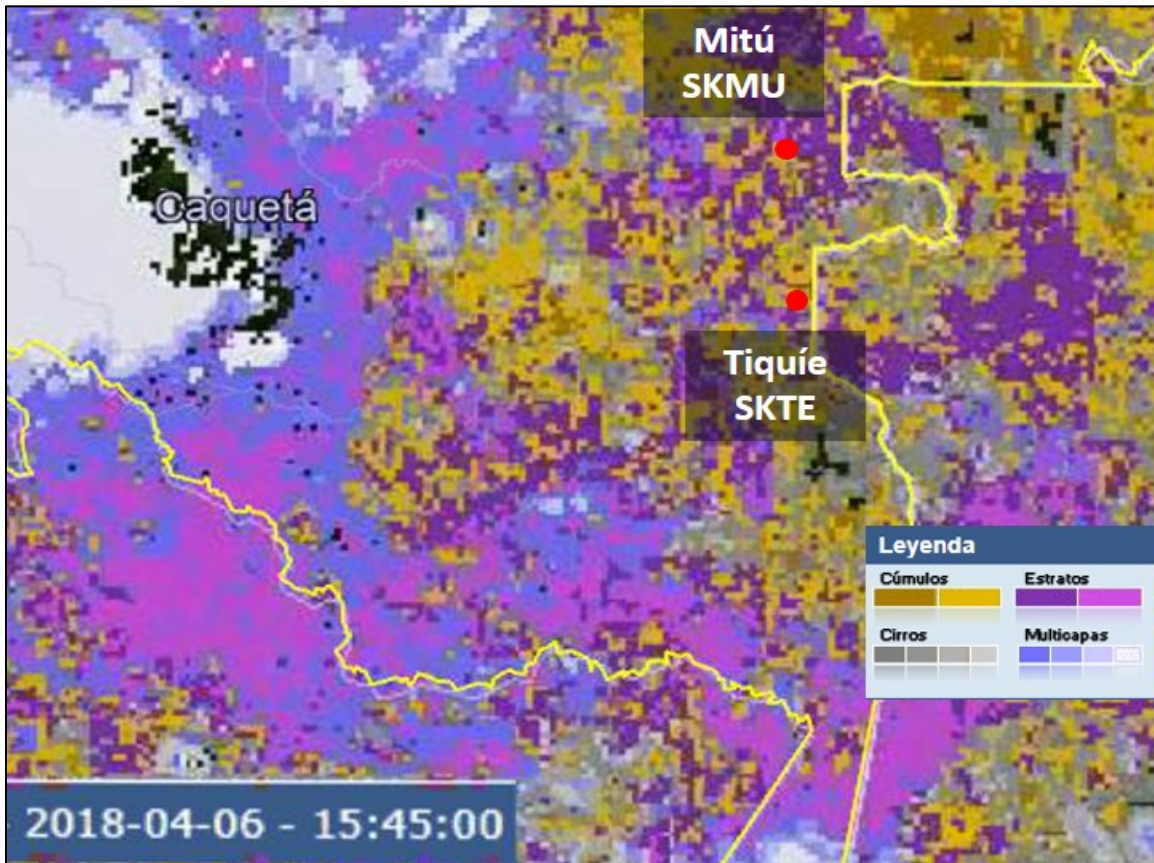 Mitú
SKMU
Caquetá
Tiquíe
SKTE
Leyenda
Cúmulos
Estratos
Cirros
Multicapas
2018-04-06 - 15:45:00